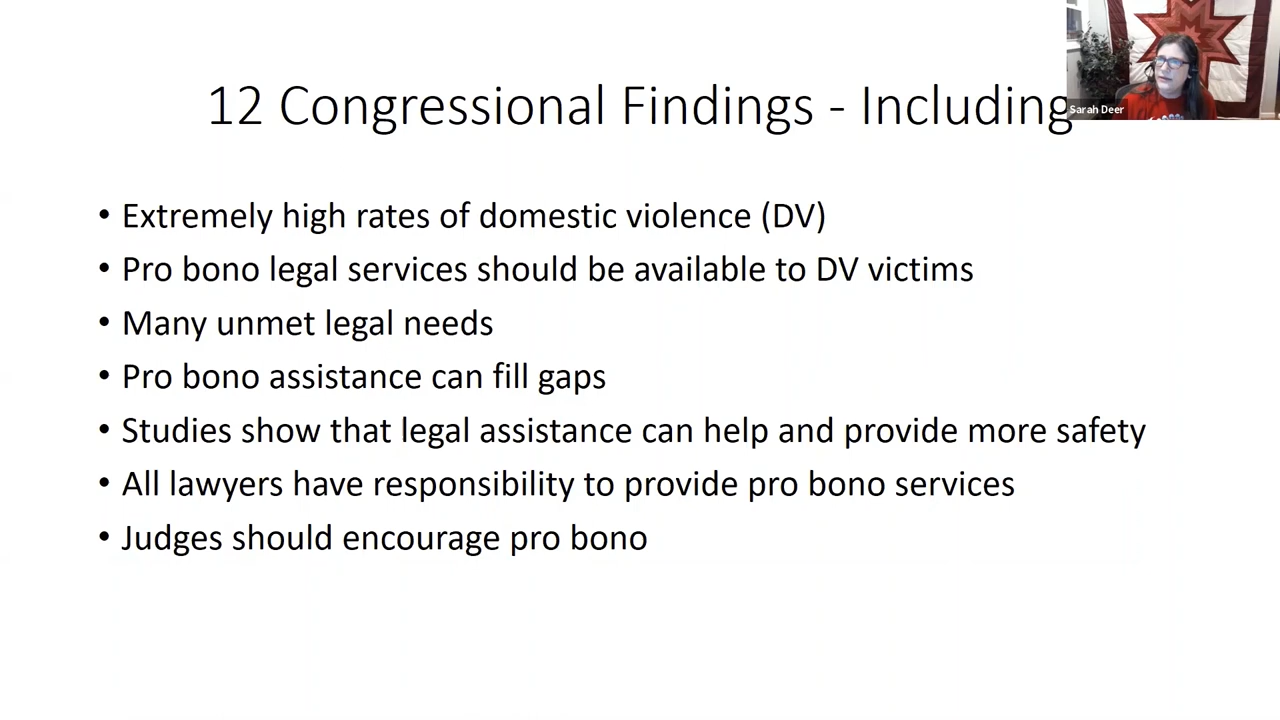 12 Congressional Findings - Including
Sarah Deer
• Extremely high rates of domestic violence (DV)
• Pro bono legal services should be available to DV victims
• Many unmet legal needs
• Pro bono assistance can fill gaps
• Studies show that legal assistance can help and provide more safety
• All lawyers have responsibility to provide pro bono services
• Judges should encourage pro bono